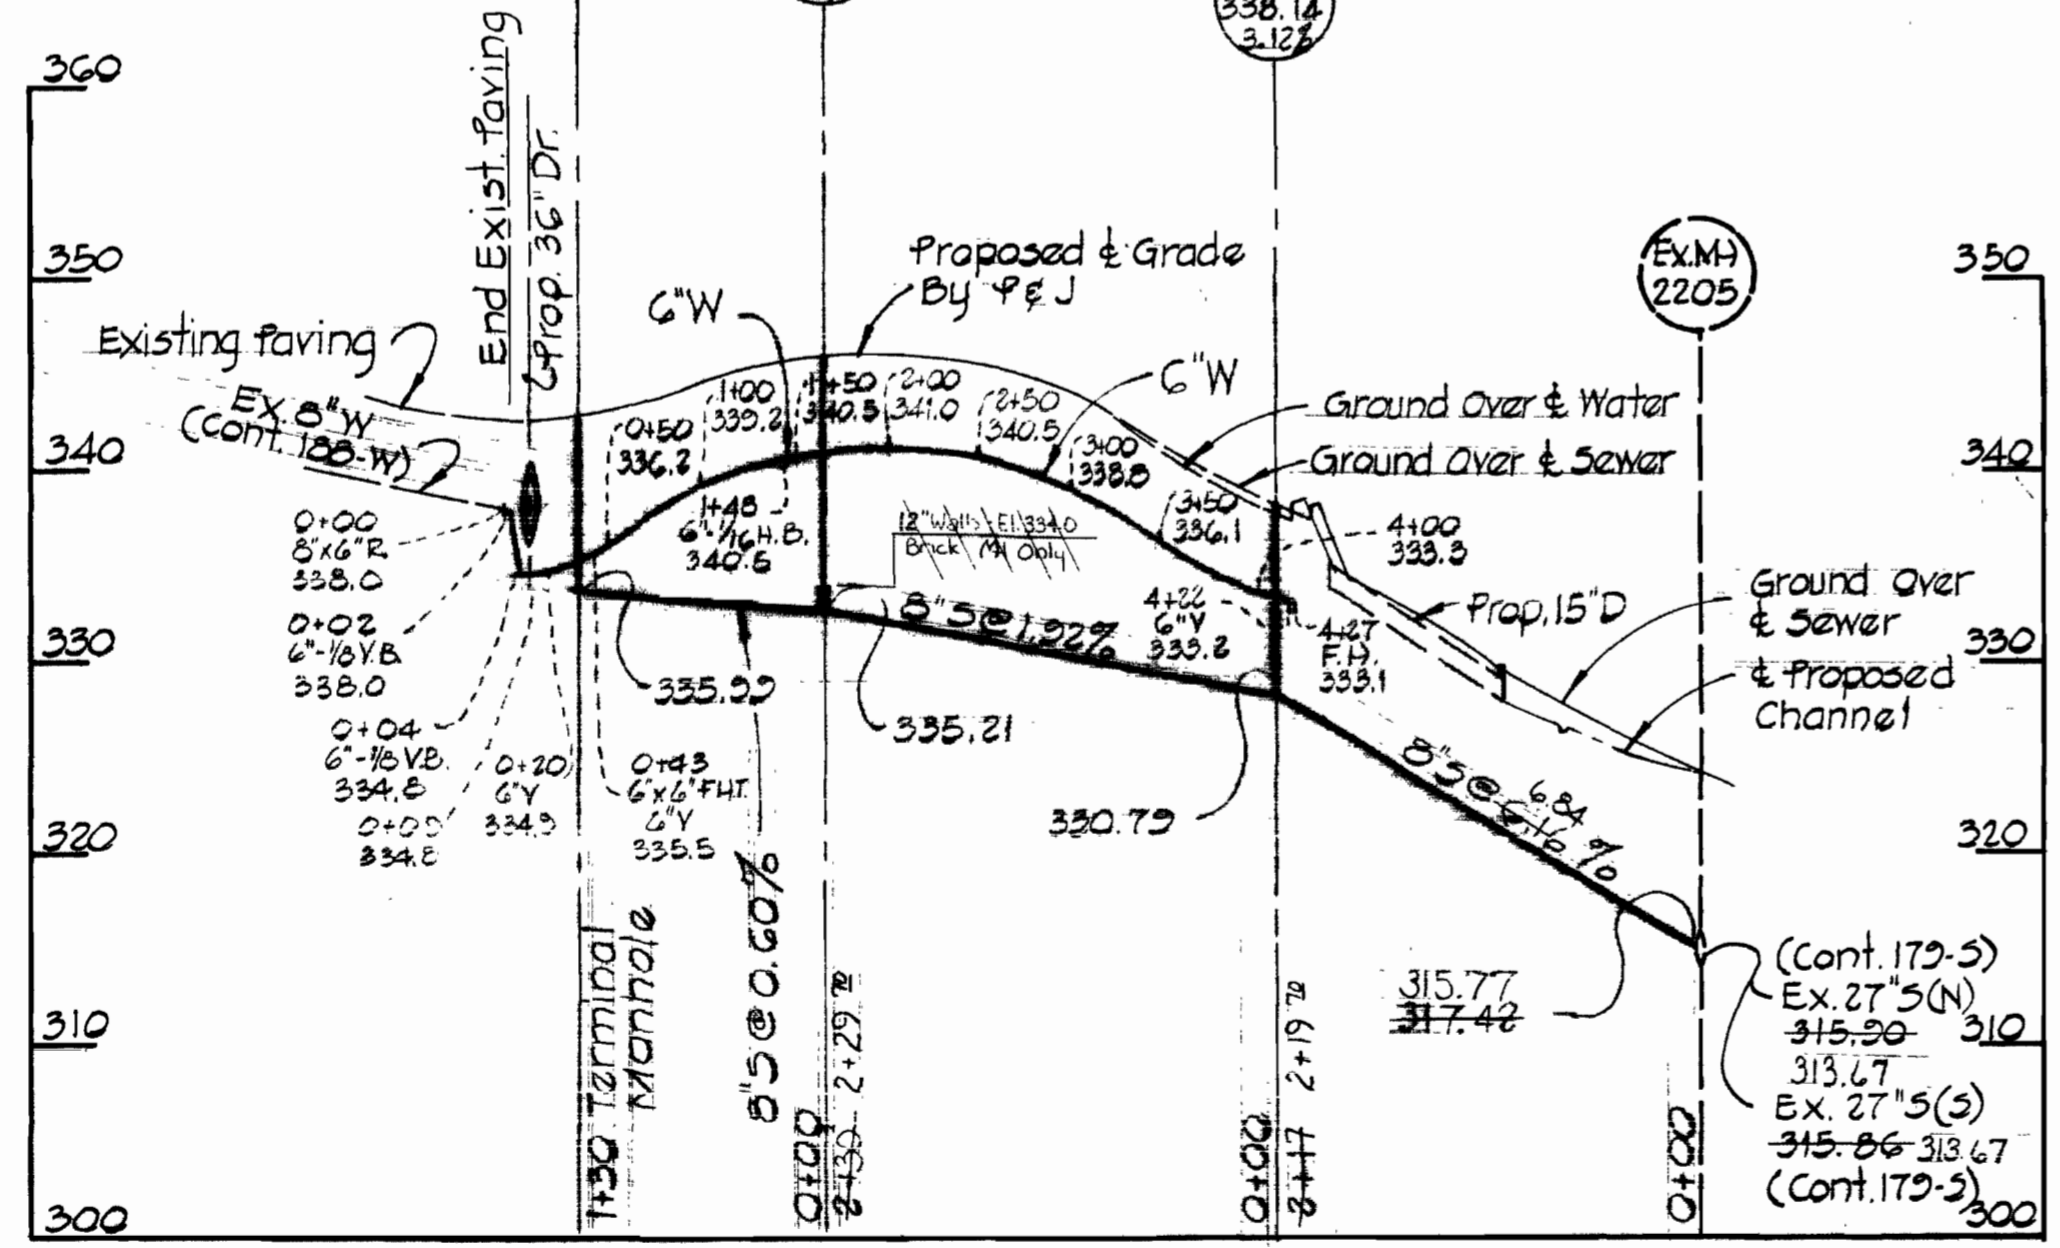 338.14
3.12%
360
350
340
330
320
310
300
End Exist. Paving
℄ Prop. 36" Dr.
Existing Paving
Ex. 8" W
(Cont. 188-W)
6"W
Proposed ℄ Grade
By P & J
6"W
Ground Over ℄ Water
Ground Over ℄ Sewer
Ex.MH
2205
350
340
330
320
310
300
0+50
336.2
1+00
339.2
1+50
340.5
2+00
341.0
2+50
340.5
3+00
338.8
3+50
336.1
4+00
333.3
0+00
8"x6"R.
338.0
0+02
6"-1/8 V.B.
338.0
0+04
6"-1/8 V.B.
334.8
0+09
334.8
0+20
6"V
334.9
0+43
6"x6" F.H.T.
6"V
335.5
1+48
6"-1/16 H.B.
340.5
12" Walls - El. 334.0
Brick MH Only
4+22
6"V
333.2
4+27
F.H.
333.1
Prop. 15"D
Ground Over
℄ Sewer
℄ Proposed
Channel
8"S@1.92%
335.99
335.21
330.79
8"S@0.60%
8"S@6.16%
6.84
315.77
317.42
(Cont. 179-S)
Ex. 27"S(N)
315.90
313.67
Ex. 27"S(S)
315.86 313.67
(Cont. 179-S)
1+30 Terminal
Manhole
0+00
2+29 70
0+00
2+17 2+19 70
0+00